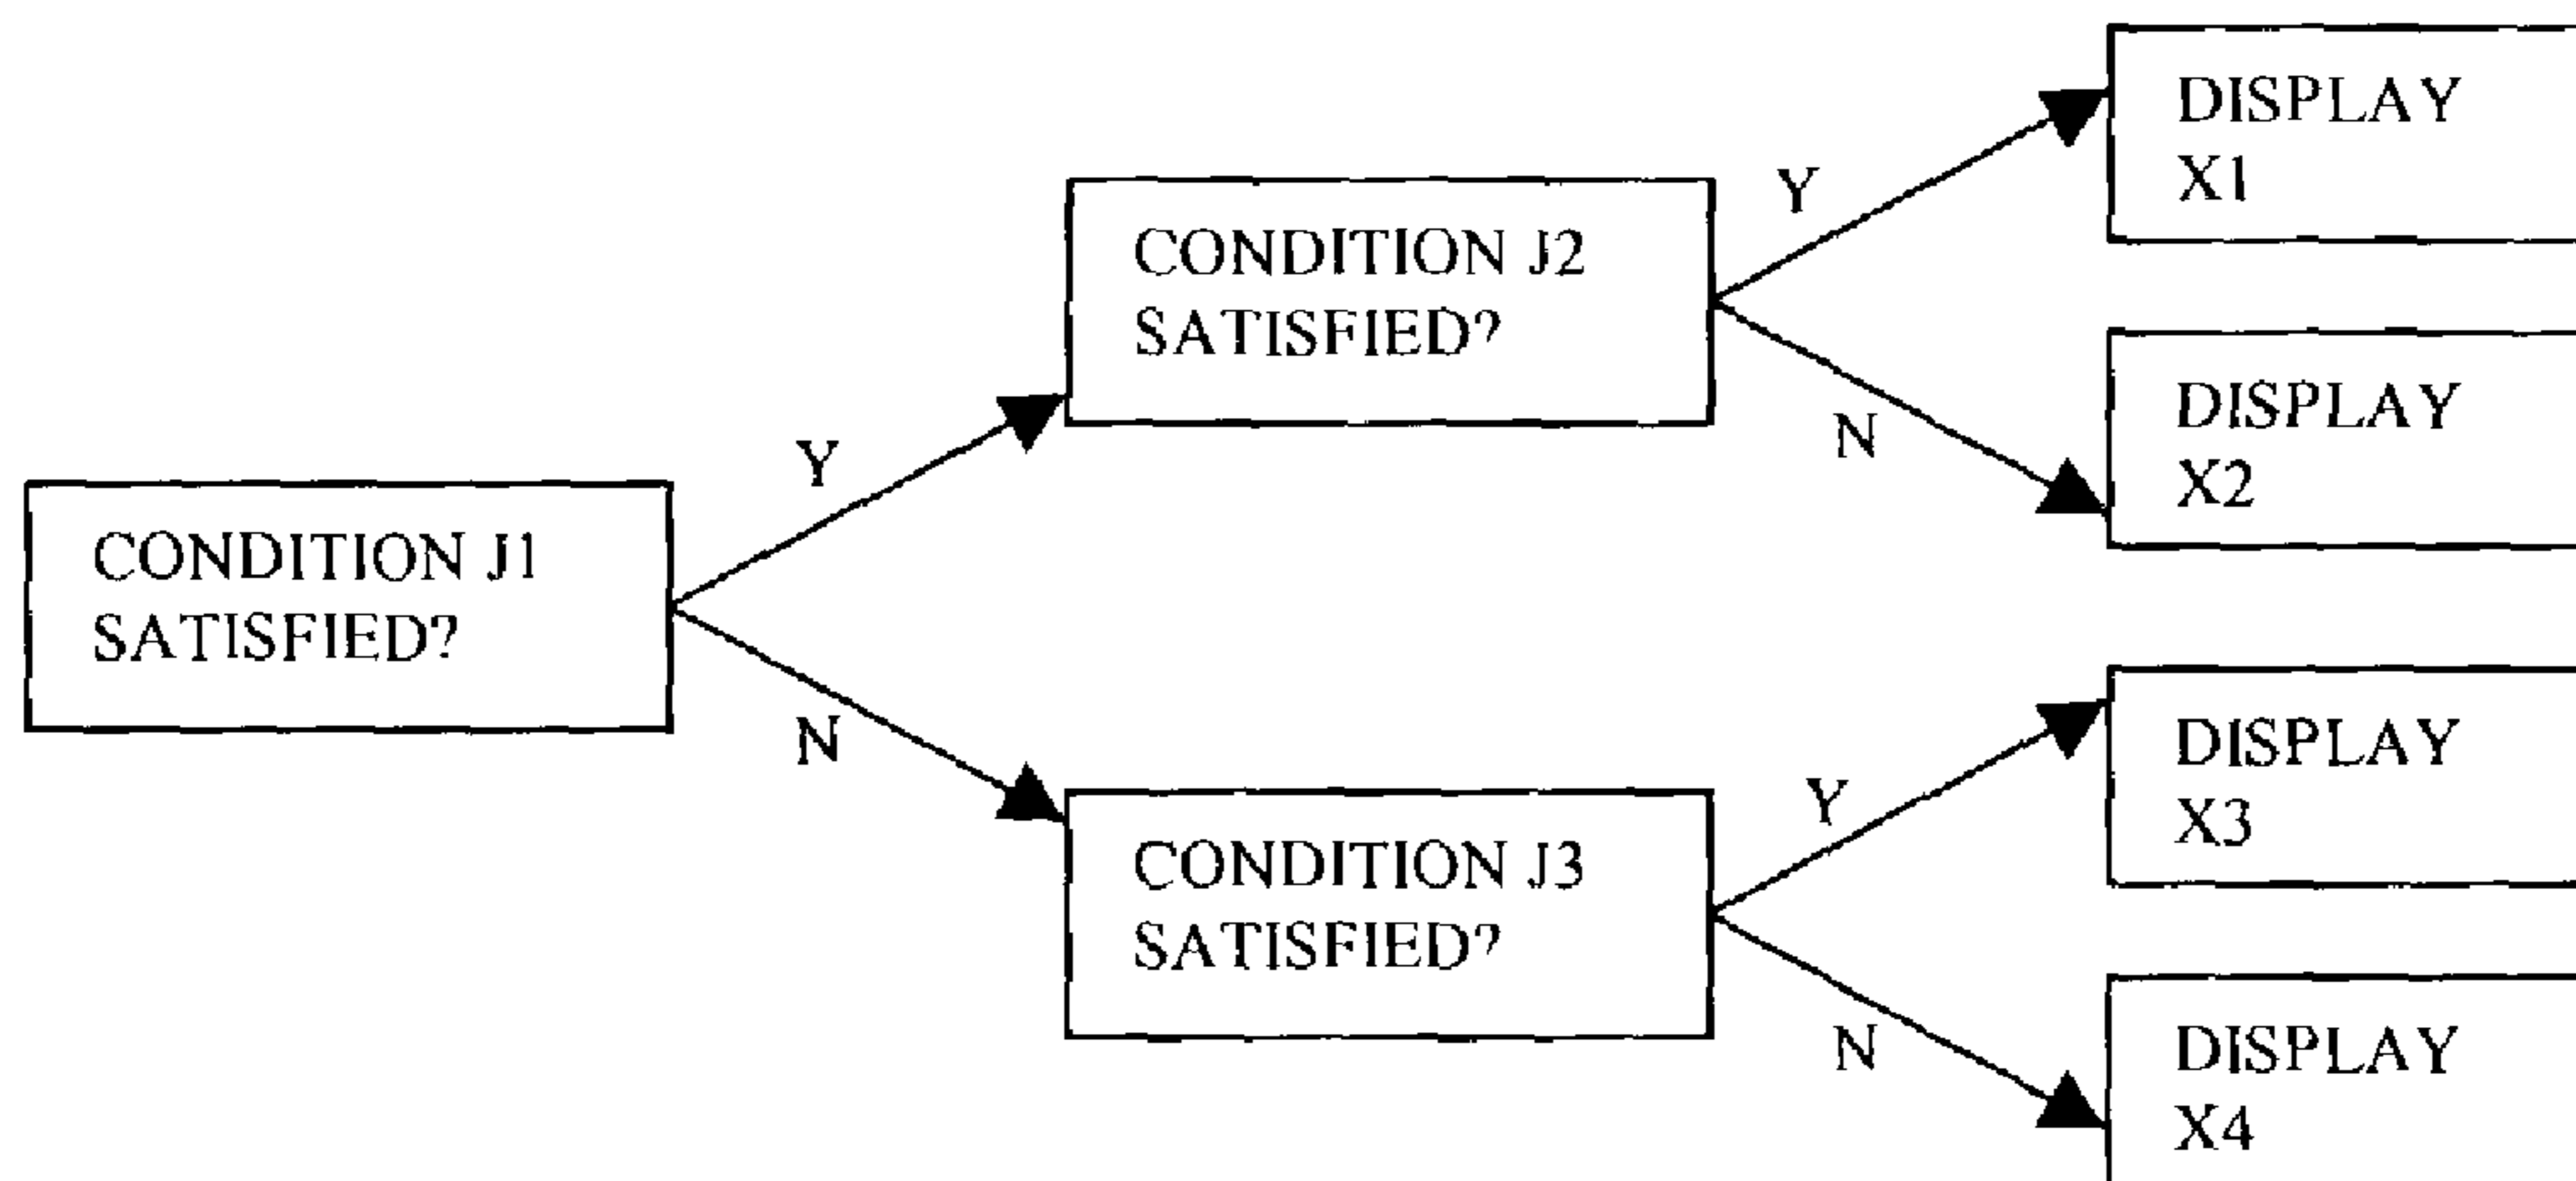 CONDITION J1
SATISFIED?
Y
N
CONDITION J2
SATISFIED?
Y
N
CONDITION J3
SATISFIED?
Y
N
DISPLAY
X1
DISPLAY
X2
DISPLAY
X3
DISPLAY
X4